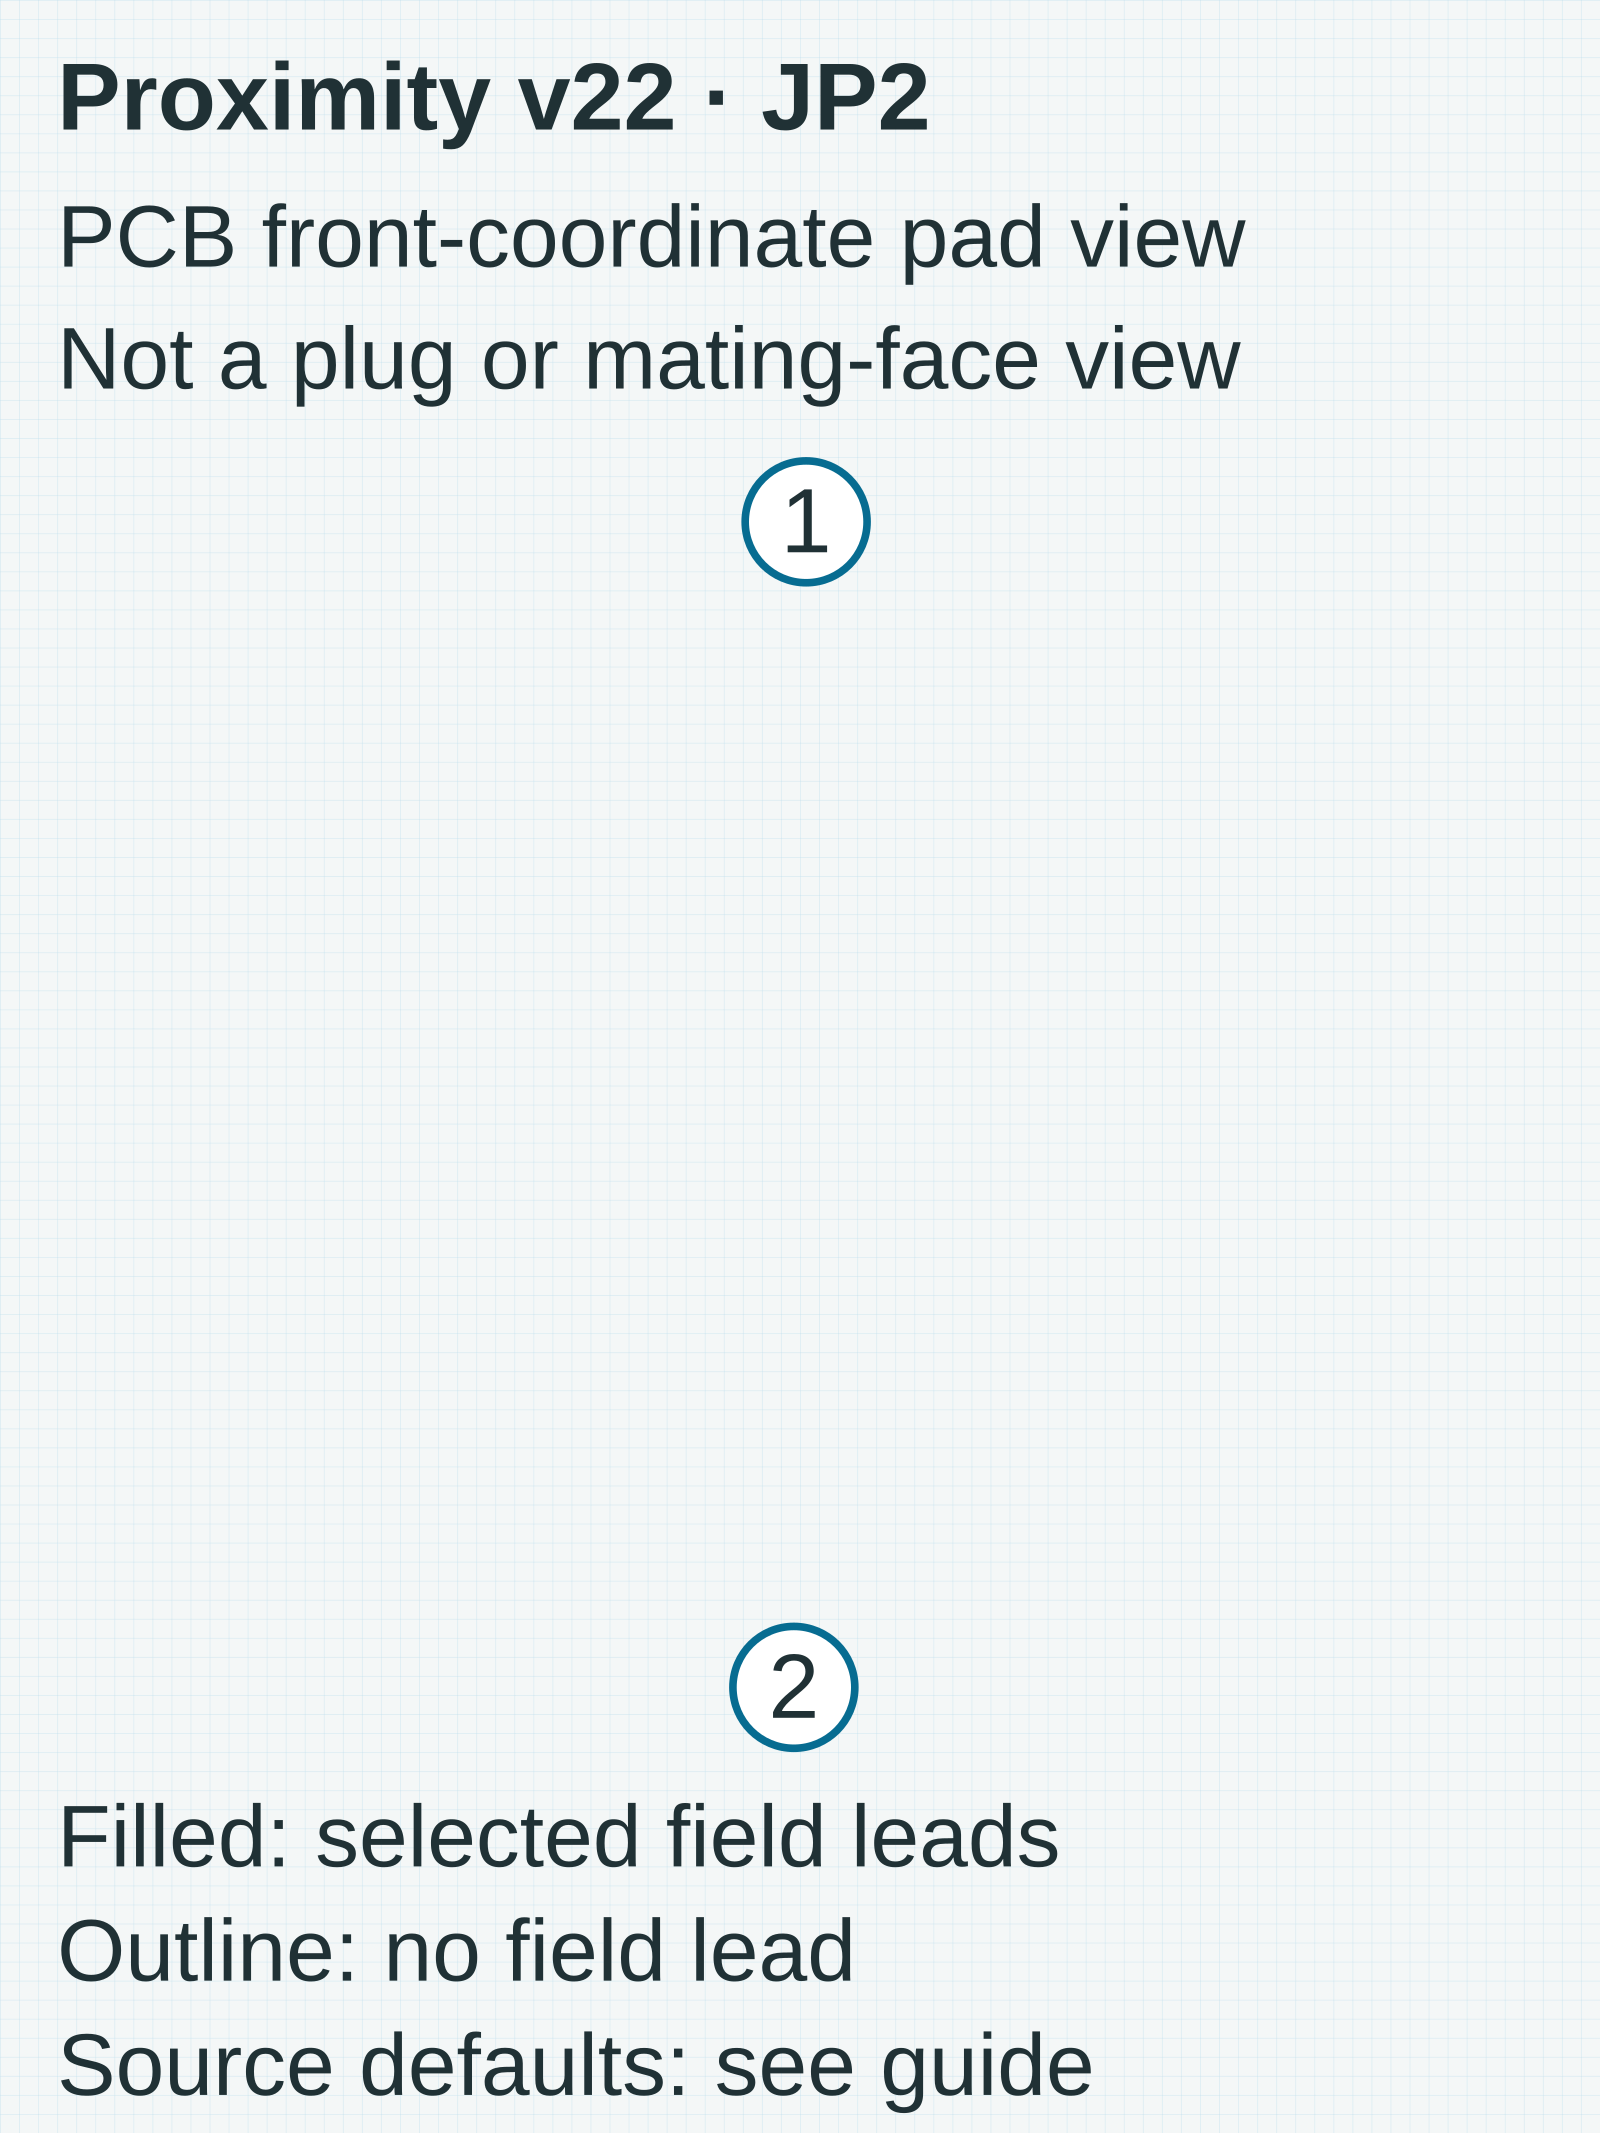 Proximity v22 · JP2
PCB front-coordinate pad view
Not a plug or mating-face view
1
2
Filled: selected field leads
Outline: no field lead
Source defaults: see guide